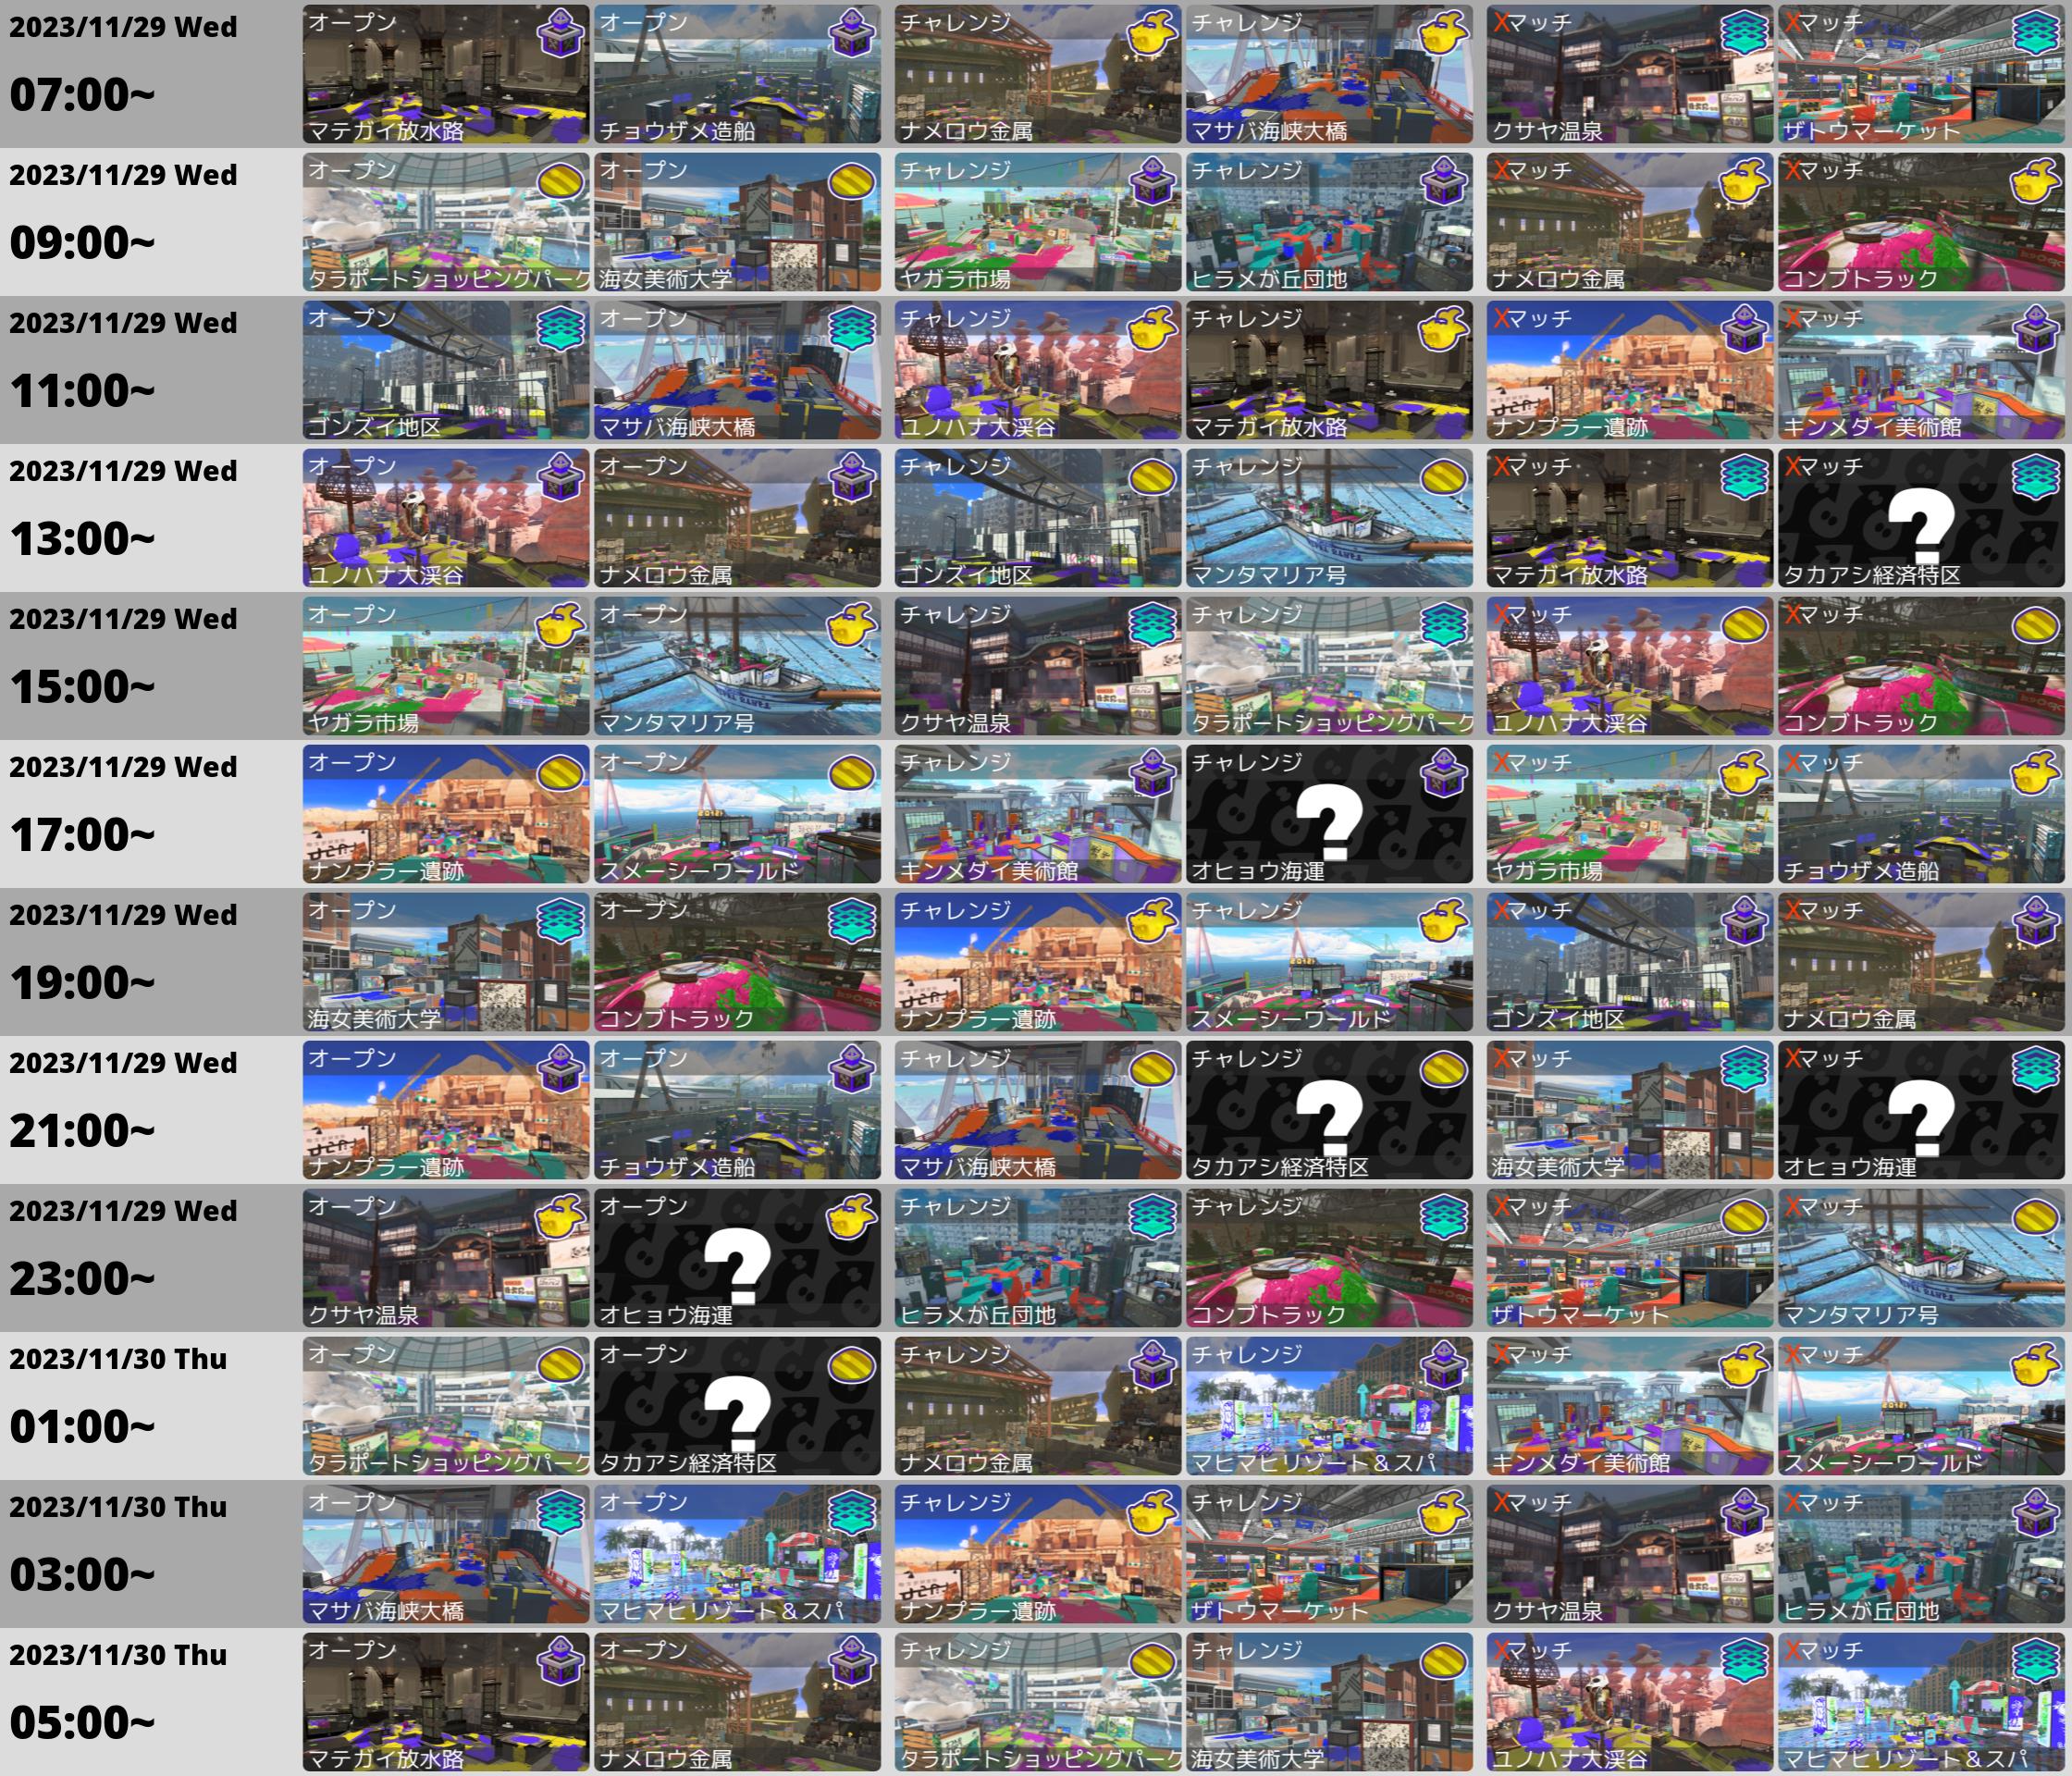 2023/11/29 Wed
07:00~
オープン オープン チャレンジ チャレンジ Xマッチ Xマッチ
マテガイ放水路 チョウザメ造船 ナメロウ金属 マサバ海峡大橋 クサヤ温泉 ザトウマーケット
2023/11/29 Wed
09:00~
オープン オープン チャレンジ チャレンジ Xマッチ Xマッチ
タラポートショッピングパーク 海女美術大学 ヤガラ市場 ヒラメが丘団地 ナメロウ金属 コンブトラック
2023/11/29 Wed
11:00~
オープン オープン チャレンジ チャレンジ Xマッチ Xマッチ
ゴンズイ地区 マサバ海峡大橋 ユノハナ大渓谷 マテガイ放水路 ナンプラー遺跡 キンメダイ美術館
2023/11/29 Wed
13:00~
オープン オープン チャレンジ チャレンジ Xマッチ Xマッチ
ユノハナ大渓谷 ナメロウ金属 ゴンズイ地区 マンタマリア号 マテガイ放水路 タカアシ経済特区
2023/11/29 Wed
15:00~
オープン オープン チャレンジ チャレンジ Xマッチ Xマッチ
ヤガラ市場 マンタマリア号 クサヤ温泉 タラポートショッピングパーク ユノハナ大渓谷 コンブトラック
2023/11/29 Wed
17:00~
オープン オープン チャレンジ チャレンジ Xマッチ Xマッチ
ナンプラー遺跡 スメーシーワールド キンメダイ美術館 オヒョウ海運 ヤガラ市場 チョウザメ造船
2023/11/29 Wed
19:00~
オープン オープン チャレンジ チャレンジ Xマッチ Xマッチ
海女美術大学 コンブトラック ナンプラー遺跡 スメーシーワールド ゴンズイ地区 ナメロウ金属
2023/11/29 Wed
21:00~
オープン オープン チャレンジ チャレンジ Xマッチ Xマッチ
ナンプラー遺跡 チョウザメ造船 マサバ海峡大橋 タカアシ経済特区 海女美術大学 オヒョウ海運
2023/11/29 Wed
23:00~
オープン オープン チャレンジ チャレンジ Xマッチ Xマッチ
クサヤ温泉 オヒョウ海運 ヒラメが丘団地 コンブトラック ザトウマーケット マンタマリア号
2023/11/30 Thu
01:00~
オープン オープン チャレンジ チャレンジ Xマッチ Xマッチ
タラポートショッピングパーク タカアシ経済特区 ナメロウ金属 マヒマヒリゾート&スパ キンメダイ美術館 スメーシーワールド
2023/11/30 Thu
03:00~
オープン オープン チャレンジ チャレンジ Xマッチ Xマッチ
マサバ海峡大橋 マヒマヒリゾート&スパ ナンプラー遺跡 ザトウマーケット クサヤ温泉 ヒラメが丘団地
2023/11/30 Thu
05:00~
オープン オープン チャレンジ チャレンジ Xマッチ Xマッチ
マテガイ放水路 ナメロウ金属 タラポートショッピングパーク 海女美術大学 ユノハナ大渓谷 マヒマヒリゾート&スパ